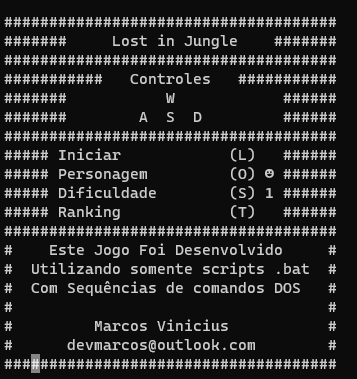 #####################################
#######     Lost in Jungle    #######
#####################################
###########   Controles   ###########
#######           W            ######
#######        A  S  D         ######
#####################################
##### Iniciar            (L)   ######
##### Personagem         (O) ☻ ######
##### Dificuldade        (S) 1 ######
##### Ranking            (T)   ######
#####################################
#    Este Jogo Foi Desenvolvido     #
#  Utilizando somente scripts .bat  #
#  Com Sequências de comandos DOS   #
#                                   #
#         Marcos Vinicius           #
#      devmarcos@outlook.com        #
#####################################